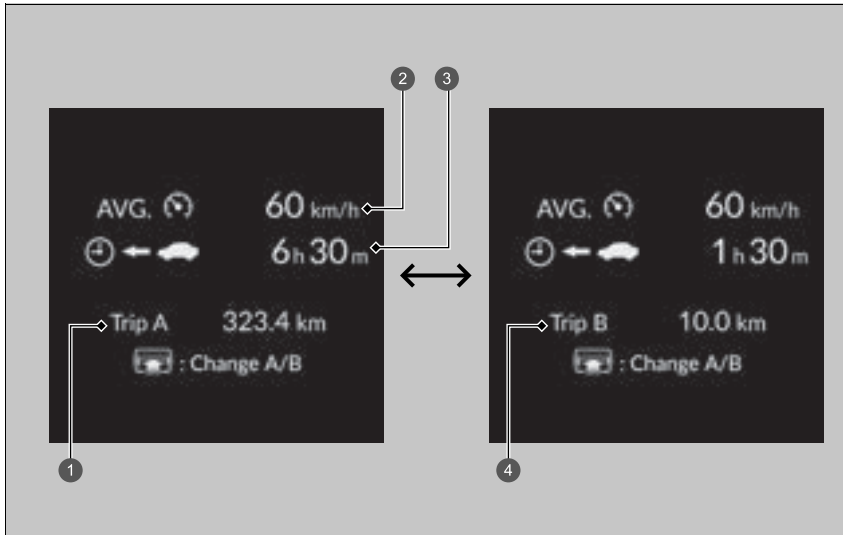 2 3
AVG. 60 km/h
6h30m
Trip A 323.4 km
: Change A/B
1
AVG. 60 km/h
1h30m
Trip B 10.0 km
: Change A/B
4